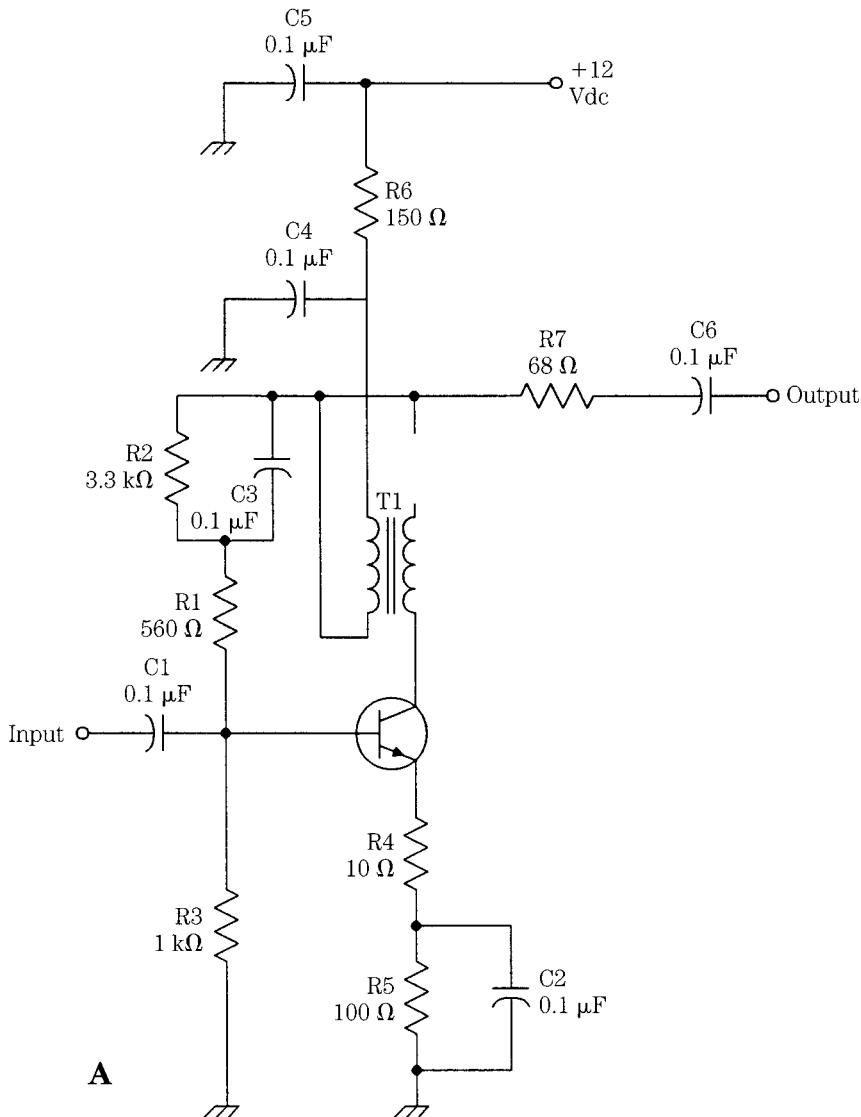 C5
0.1 μF
+12
Vdc
R6
150 Ω
C4
0.1 μF
R7
68 Ω
C6
0.1 μF
Output
R2
3.3 kΩ
C3
0.1 μF
T1
R1
560 Ω
C1
0.1 μF
Input
R4
10 Ω
R3
1 kΩ
R5
100 Ω
C2
0.1 μF
A